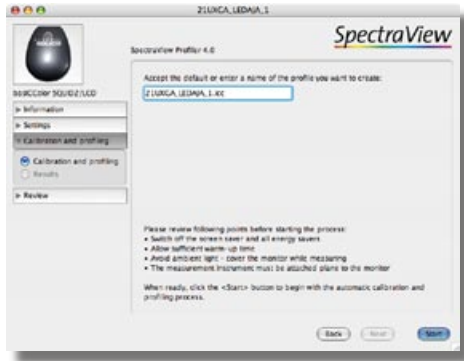 21UXGA_LEDAJA_1
SpectraView
SpectraView Profiler 4.0
Accept the default or enter a name of the profile you want to create:
21UXGA_LEDAJA_1.icc
basICColor SQUID2/LCD
Information
Settings
Calibration and profiling
Calibration and profiling
Results
Review
Please review following points before starting the process:
• Switch off the screen saver and all energy savers
• Allow sufficient warm-up time
• Avoid ambient light - cover the monitor while measuring
• The measurement instrument must be attached plane to the monitor
When ready, click the <Start> button to begin with the automatic calibration and
profiling process.
Back
Next
Start